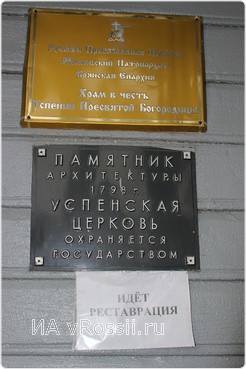 Русская Православная Церковь
Московский Патриархат
Брянская Епархия
Храм в честь
Успения Пресвятой Богородицы
ПАМЯТНИК
АРХИТЕКТУРЫ
1798 г.
УСПЕНСКАЯ
ЦЕРКОВЬ
ОХРАНЯЕТСЯ
ГОСУДАРСТВОМ
ИДЁТ
РЕСТАВРАЦИЯ
ИА vRossii.ru